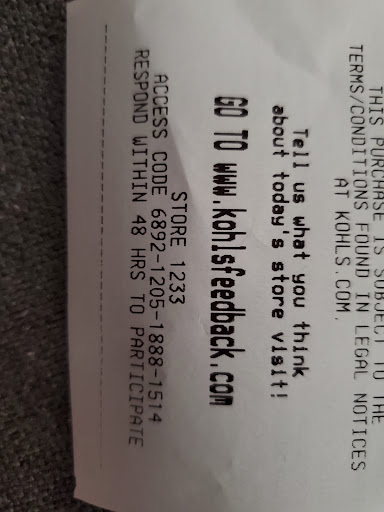 THIS PURCHASE IS SUBJECT TO THE
TERMS/CONDITIONS FOUND IN LEGAL NOTICES
AT KOHLS.COM.
Tell us what you think
about today's store visit!
GO TO www.kohlsfeedback.com
STORE 1233
ACCESS CODE 6892-1205-1888-1514
RESPOND WITHIN 48 HRS TO PARTICIPATE